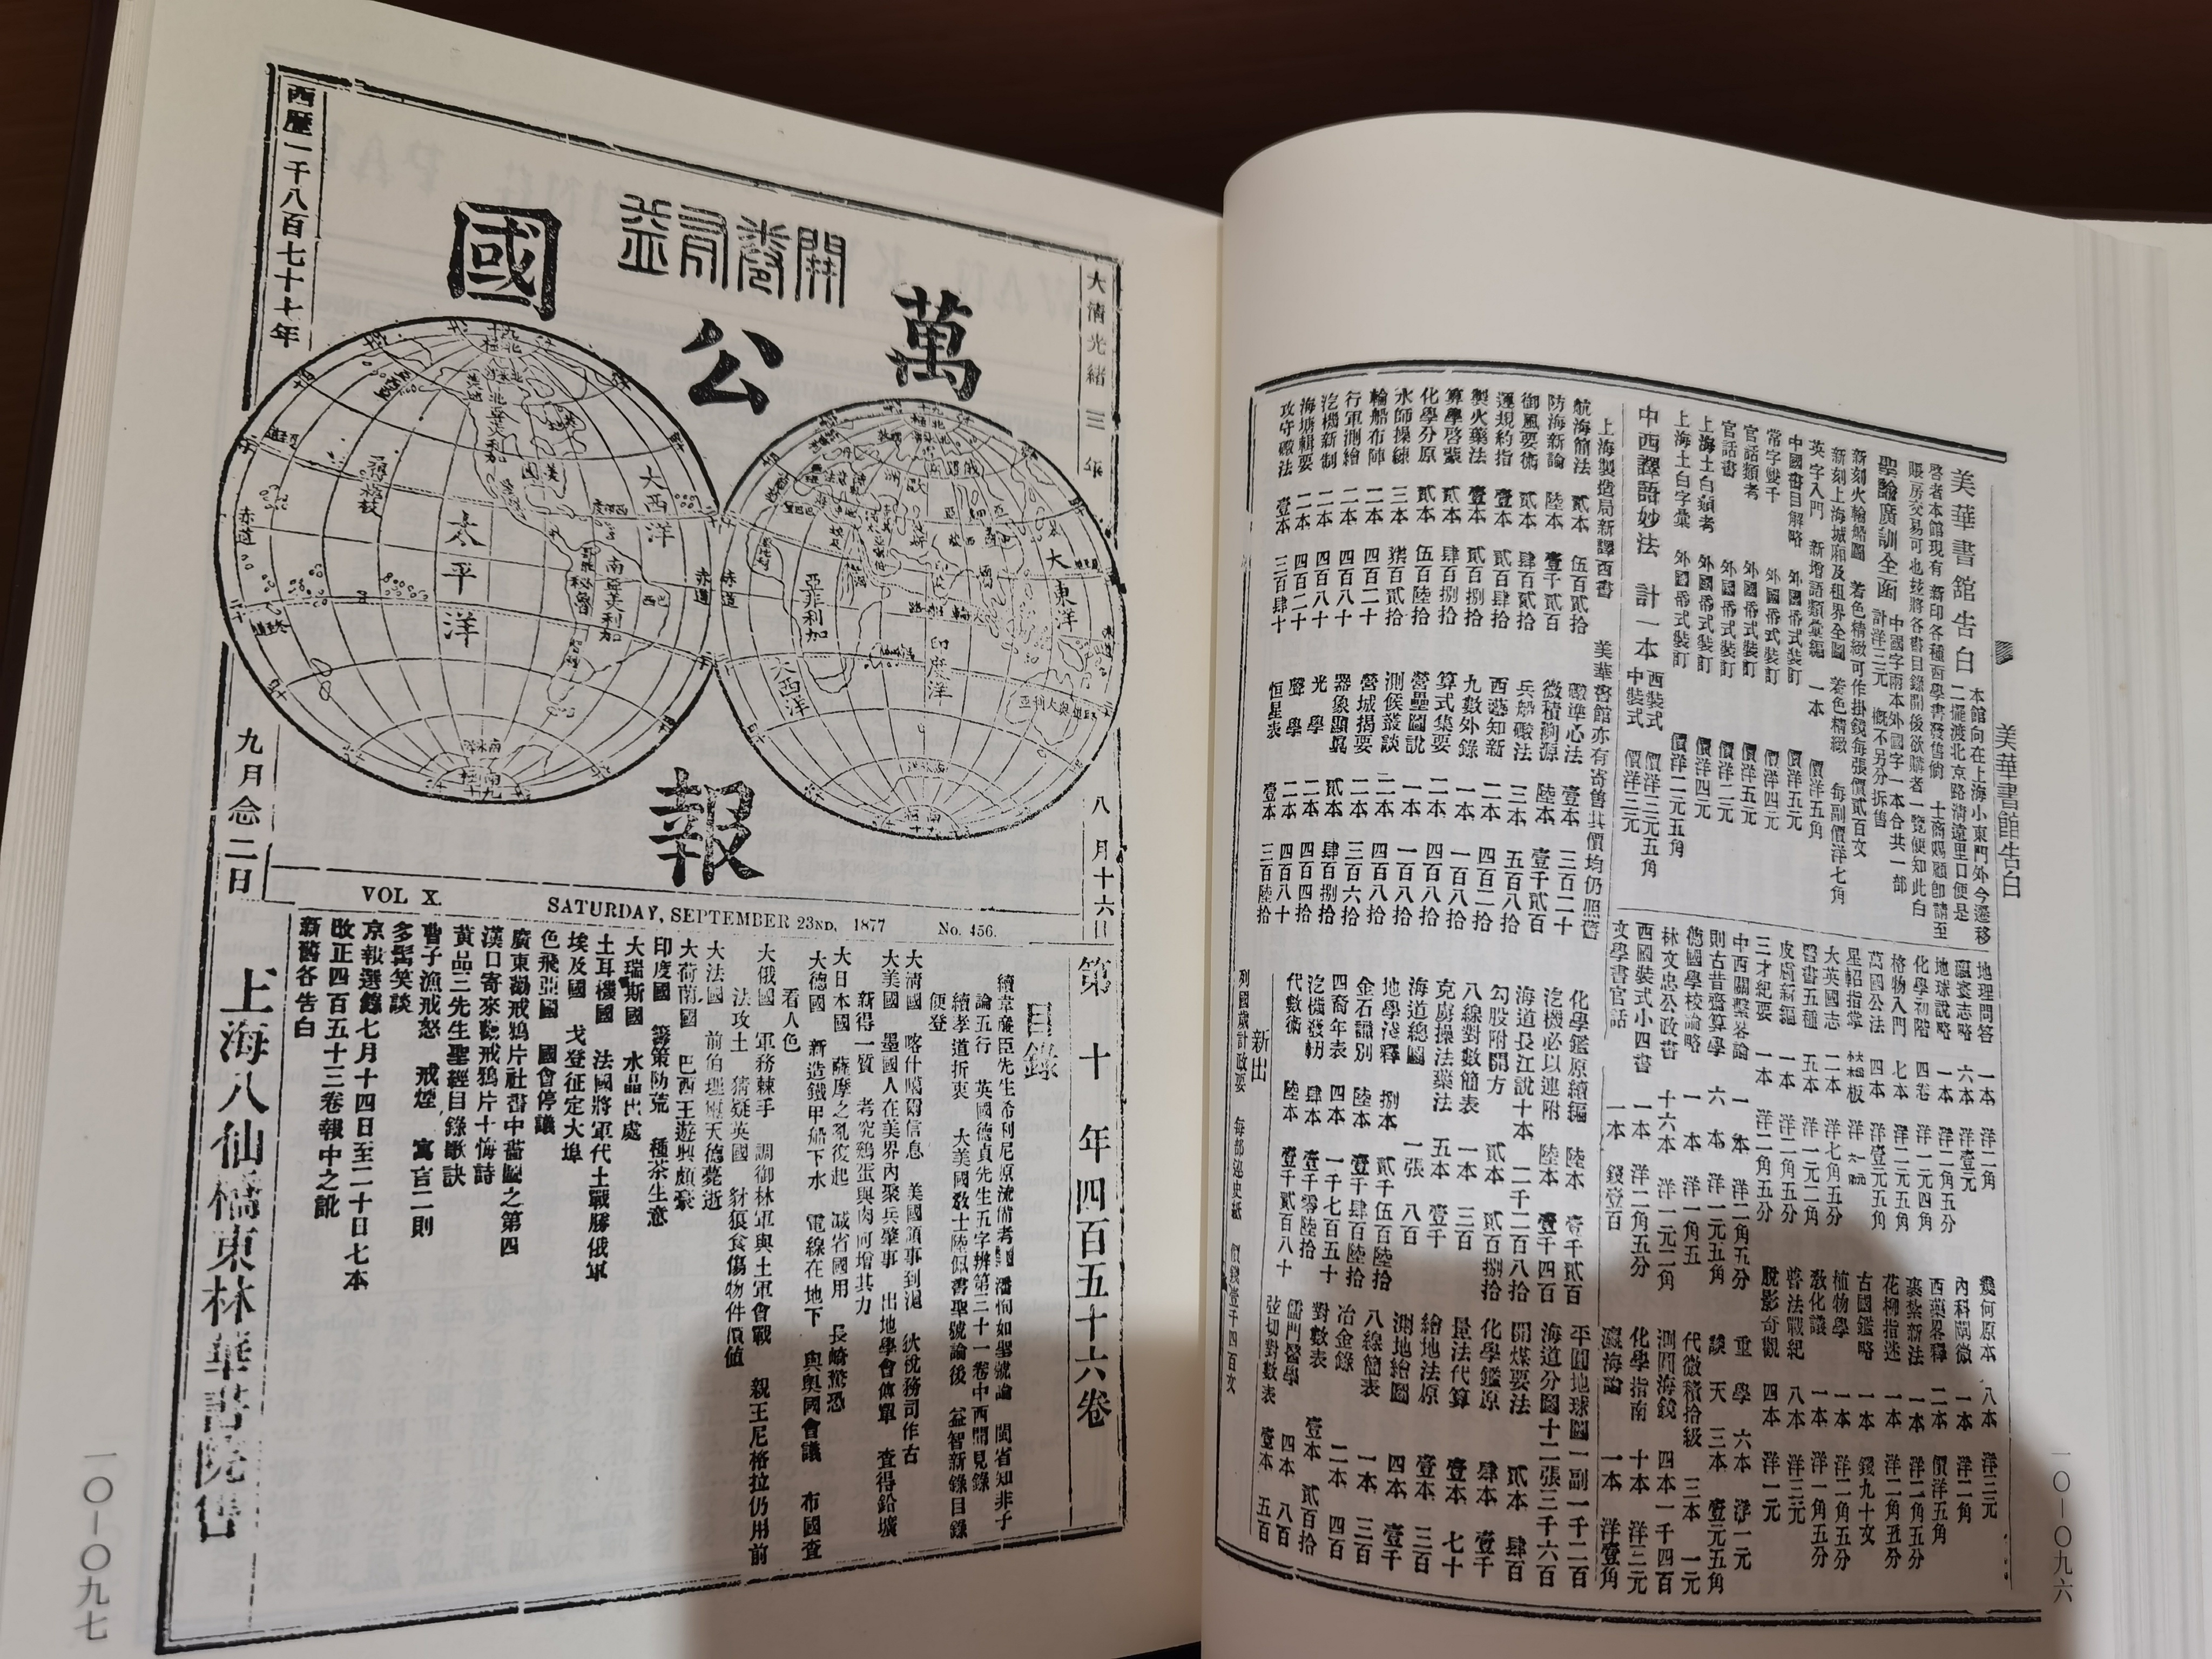 美華書館告白
美華書館告白
本館向在上海小東門外今遷移
二擺渡北京路淸遠里口便是
啓者本館現有新印各種西學書發售倘士商賜顧卽請至
賬房交易可也玆將各書目錄開後欲購者一覽便知此白
聖諭廣訓全函
中國字兩本外國字一本合共一部
計洋三元 概不另分拆售
新刻火輪船圖 着色精緻可作掛錢每張價貳百文
新刻上海城廂及租界全圖 着色精緻 每副價洋七角
英字入門 新增語類彙編 一本 價洋五角
中國書目解略 外國帋式裝訂 價洋五元
常字雙千 外國帋式裝訂 價洋四元
官話類考 外國帋式裝訂 價洋五元
官話書 外國帋式裝訂 價洋二元
上海土白類考 外國帋式裝訂 價洋四元
上海土白字彙 外國帋式裝訂 價洋二元五角
中西譯語妙法 計一本
西裝式 價洋三元五角
中裝式 價洋三元
地理問答 一本 洋二角
瀛寰志略 六本 洋壹元
地球說略 一本 洋二角五分
化學初階 四卷 洋一元四角
格物入門 七本 洋二元五角
萬國公法 四本 洋壹元五角
星軺指掌
大英國志 二本 洋七角五分
醫書五種 五本 洋一元二角
皮膚新編 一本 洋二角五分
三才紀要 一本 洋二角五分
中西關繫畧論 一本 洋二角五分
則古昔齋算學 六本 洋一元五角
德國學校論略 一本 洋一角五
林文忠公政書 十六本 洋一元二角
西國裝式小四書 一本 洋二角五分
文學書官話 一本 錢壹百
幾何原本 八本 洋三元
內科闡微 一本 洋二角
西藥畧釋 二本 價洋五角
裹紮新法 一本 洋二角五分
花柳指迷 一本 洋二角五分
古國鑑略 一本 錢九十文
植物學 一本 洋二角五分
敎化議 一本 洋一角五分
普法戰紀 八本 洋三元
脫影奇觀 四本 洋一元
重學 六本 洋一元
談天 三本 壹元五角
代微積拾級 三本 一元
測圓海鏡 四本 一千四百
化學指南 十本 洋三元
瀛海論 一本 洋壹角
上海製造局新譯西書 美華書館亦有寄售其價均仍照舊
航海簡法 貳本 伍百貳拾
防海新論 陸本 壹千貳百
御風要術 貳本 肆百貳拾
運規約指 壹本 貳百肆拾
製火藥法 壹本 貳百捌拾
算學啓蒙 貳本 肆百捌拾
化學分原 貳本 伍百陸拾
水師操練 三本 柒百貳拾
輪船布陣 二本 四百二十
行軍測繪 二本 四百八十
汽機新制 二本 四百八十
海塘輯要 二本 四百二十
攻守礮法 壹本 三百肆十
礮準心法 壹本 三百二十
微積溯源 陸本 壹千貳百
兵船礮法 三本 五百八拾
西藝知新 二本 四百二拾
九數外錄 一本 一百八拾
算式集要 二本 四百八拾
營壘圖說 一本 一百八拾
測候叢談 二本 四百八拾
營城揭要 二本 三百六拾
器象顯眞 貳本 肆百捌拾
光學 二本 四百四拾
聲學 二本 四百八十
恒星表 壹本 三百陸拾
化學鑑原續編 陸本 壹千貳百
汽機必以連附 陸本 壹千四百
海道長江說十本 二千二百八拾
勾股附開方 貳本 貳百捌拾
八線對數簡表 一本 三百
克虜操法藥法 五本 壹千
海道總圖 一張 八百
地學淺釋 捌本 貳千伍百陸拾
金石識別 陸本 壹千肆百陸拾
四裔年表 四本 一千七百五十
汽機發軔 肆本 壹千零陸拾
代數術 陸本 壹千貳百八十
平圓地球圖一副一千二百
海道分圖十二張三千六百
開煤要法 貳本 肆百
化學鑑原 肆本 壹千
量法代算 壹本 七十
繪地法原 壹本 三百
測地繪圖 四本 壹千
八線簡表 一本 三百
冶金錄 二本 四百
對數表 壹本 貳百拾
儒門醫學 四本 八百
弦切對數表 壹本 五百
新出
列國歲計政要 每部連史紙 價錢壹千四百文
一〇—〇九六
大淸光緒三年
八月十六日
開卷有益
萬
國
公
報
西歷一千八百七十七年
九月念二日
太平洋
大西洋
赤道
南亞美利加
北亞美利加
赤道
亞非利加
大西洋
印度洋
大東洋
VOL X. SATURDAY, SEPTEMBER 23ND, 1877 No. 456.
第十年四百五十六卷
目錄
續韋廉臣先生希利尼原流備考 潘恂如聖號論 閩省知非子
論五行 英國德貞先生五字辨第三十一卷中西聞見錄
續孝道折衷 大美國敎士陸佩書聖號論後 益智新錄目錄
便登
大淸國 喀什噶爾信息 美國領事到滬 狄稅務司作古
大美國 墨國人在美界內聚兵肇事 出地學會傳單 查得鉛壙
新得一質 考究鷄蛋與肉何增其力
大日本國 薩摩之亂復起 減省國用 長崎驚恐
大德國 新造鐵甲船下水 電線在地下 與奧國會議 布國查
看人色
大俄國 軍務棘手 調御林軍與土軍會戰 親王尼格拉仍用前
法攻土 猜疑英國 豺狼食傷物件價値
大法國 前伯理璽天德薨逝
大荷南國 巴西王遊興頗豪
印度國 籌策防荒 種茶生意
大瑞斯國 水晶出處
土耳機國 法國將軍代土戰勝俄軍
埃及國 戈登征定大埠
色飛亞國 國會停議
廣東勸戒鴉片社書中舊圖之第四
漢口寄來聽戒鴉片十悔詩
黃品三先生聖經目錄歌訣
曹子漁戒怒 戒煙 寓言二則
多髯笑談
京報選錄七月十四日至二十日七本
改正四百五十三卷報中之訛
新舊各告白
上海八仙橋東林華書院售
一〇—〇九七